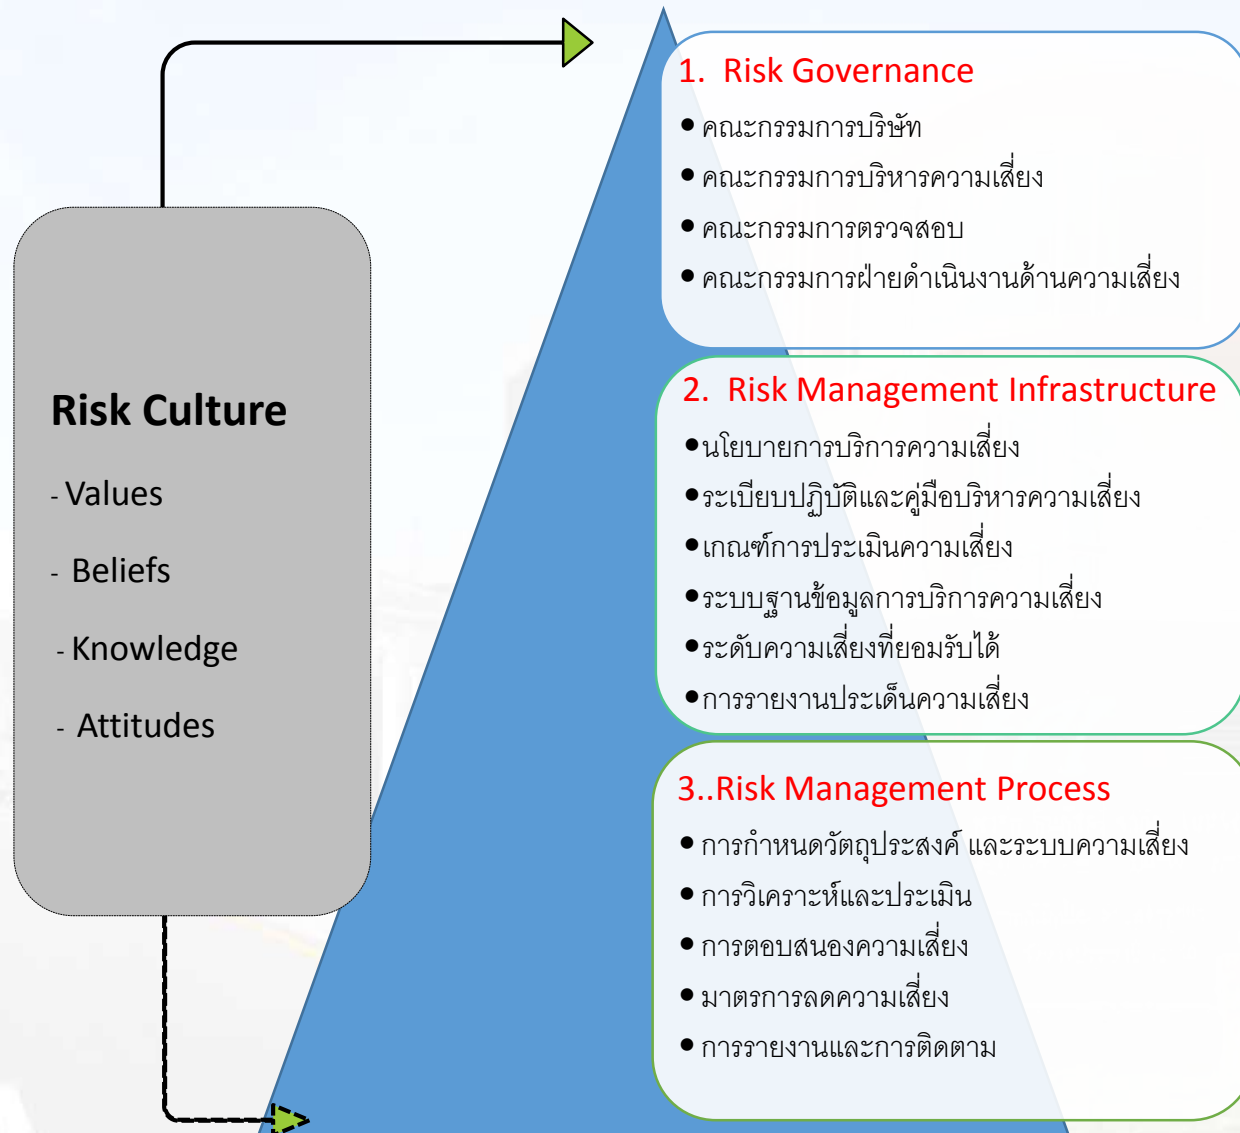 Risk Culture
- Values
- Beliefs
- Knowledge
- Attitudes
1. Risk Governance
• คณะกรรมการบริษัท
• คณะกรรมการบริหารความเสี่ยง
• คณะกรรมการตรวจสอบ
• คณะกรรมการฝ่ายดำเนินงานด้านความเสี่ยง
2. Risk Management Infrastructure
•นโยบายการบริการความเสี่ยง
•ระเบียบปฏิบัติและคู่มือบริหารความเสี่ยง
•เกณฑ์การประเมินความเสี่ยง
•ระบบฐานข้อมูลการบริการความเสี่ยง
•ระดับความเสี่ยงที่ยอมรับได้
•การรายงานประเด็นความเสี่ยง
3..Risk Management Process
• การกำหนดวัตถุประสงค์ และระบบความเสี่ยง
• การวิเคราะห์และประเมิน
• การตอบสนองความเสี่ยง
• มาตรการลดความเสี่ยง
• การรายงานและการติดตาม